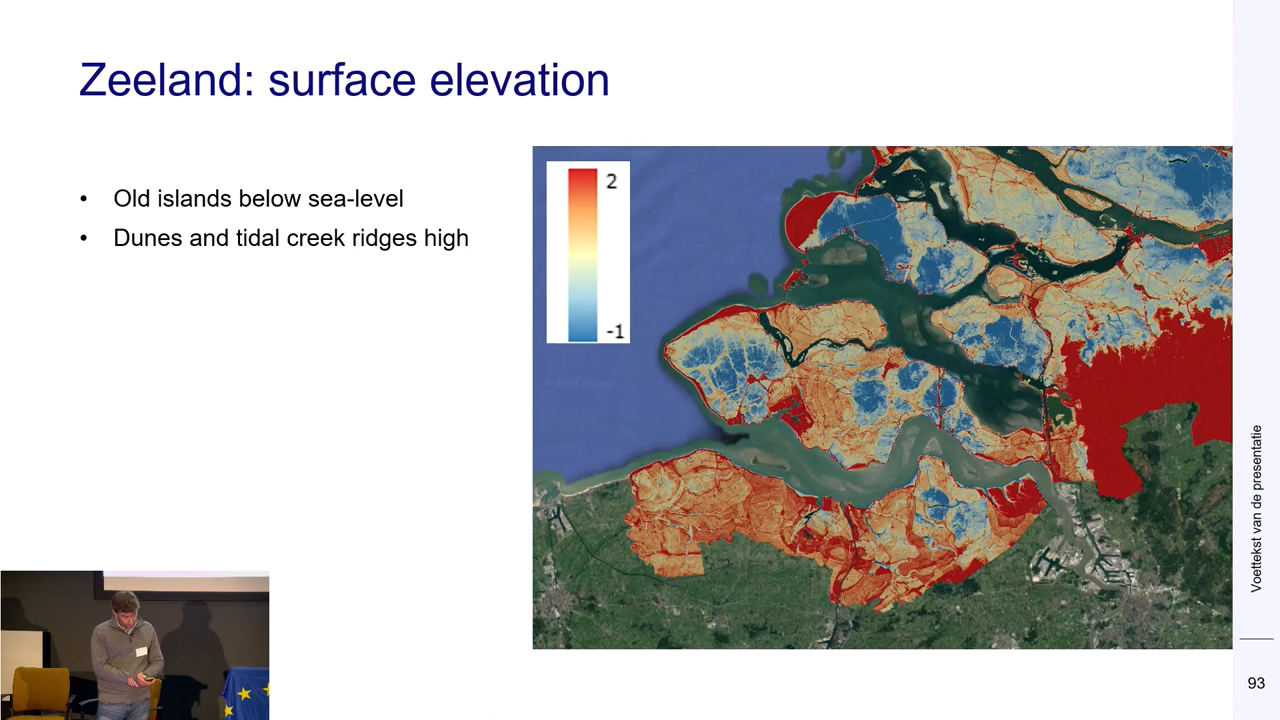 Zeeland: surface elevation
• Old islands below sea-level
• Dunes and tidal creek ridges high
2
-1
Voettekst van de presentatie
93